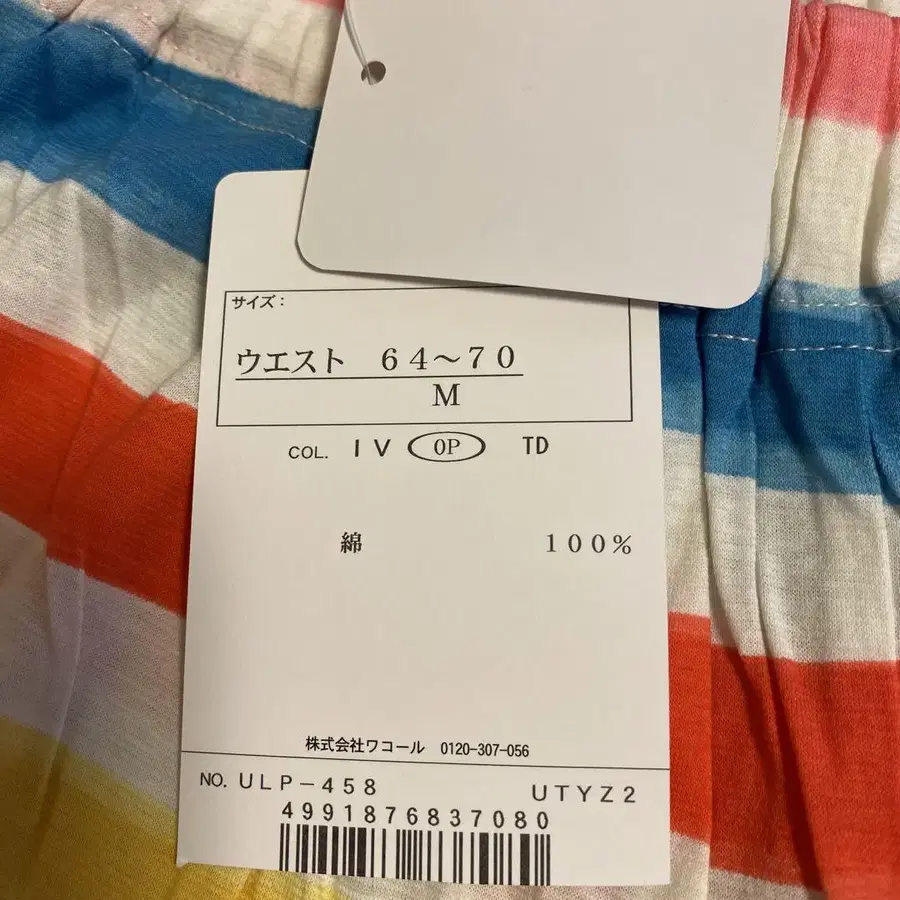 サイズ：
ウエスト 64～70
M
COL. IV OP TD
綿 100%
株式会社ワコール 0120-307-056
NO. ULP-458 UTYZ2
4991876837080